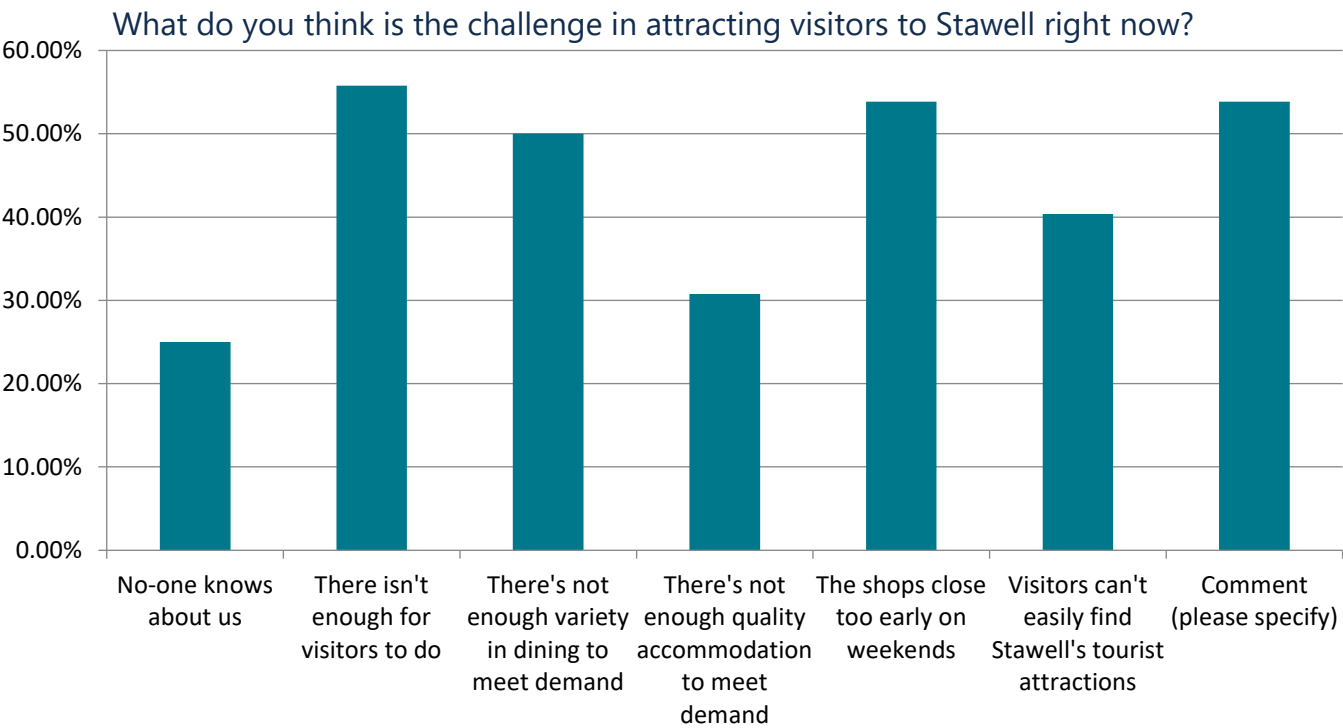 What do you think is the challenge in attracting visitors to Stawell right now?
60.00%
50.00%
40.00%
30.00%
20.00%
10.00%
0.00%
No-one knows
about us
There isn't
enough for
visitors to do
There's not
enough variety
in dining to
meet demand
There's not
enough quality
accommodation
to meet
demand
The shops close
too early on
weekends
Visitors can't
easily find
Stawell's tourist
attractions
Comment
(please specify)